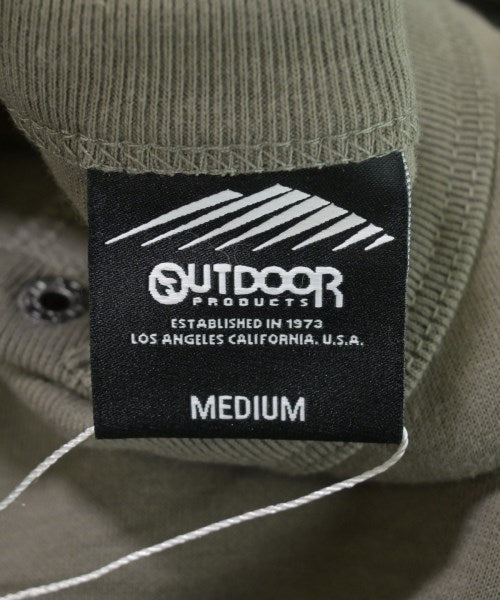 OUTDOOR
PRODUCTS
ESTABLISHED IN 1973
LOS ANGELES CALIFORNIA. U.S.A.
MEDIUM